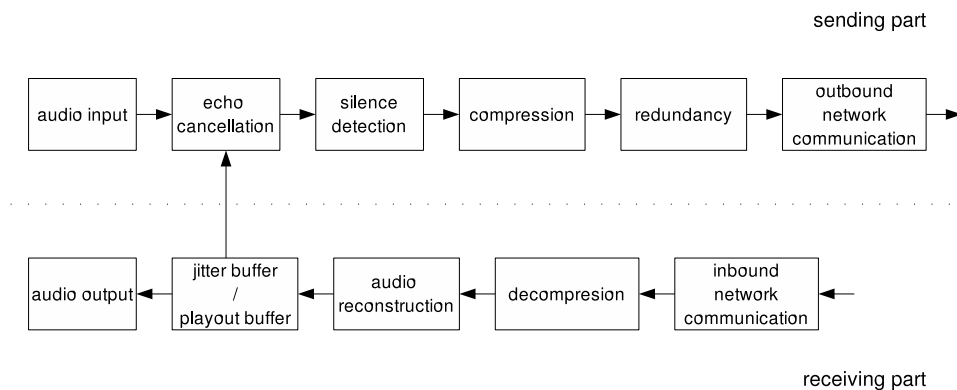 sending part
audio input
echo
cancellation
silence
detection
compression
redundancy
outbound
network
communication
audio output
jitter buffer
/
playout buffer
audio
reconstruction
decompresion
inbound
network
communication
receiving part